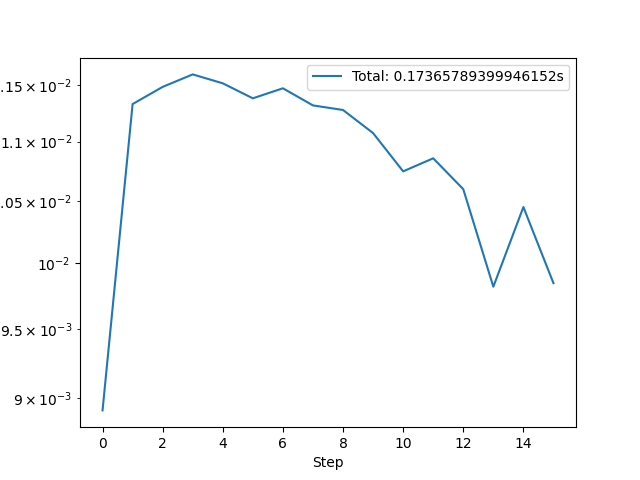 Total: 0.17365789399946152s
.15 × 10⁻²
1.1 × 10⁻²
.05 × 10⁻²
10⁻²
9.5 × 10⁻³
9 × 10⁻³
0 2 4 6 8 10 12 14
Step